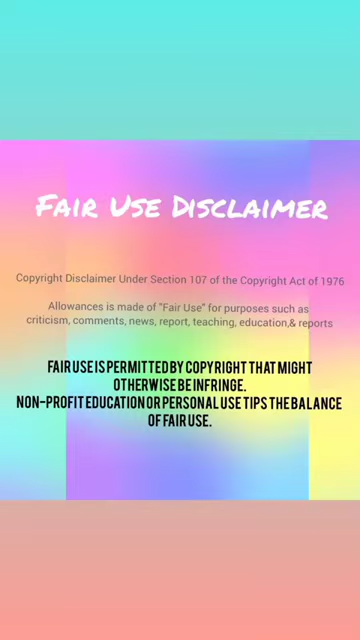 FAIR USE DISCLAIMER
Copyright Disclaimer Under Section 107 of the Copyright Act of 1976
Allowances is made of "Fair Use" for purposes such as
criticism, comments, news, report, teaching, education,& reports
FAIR USE IS PERMITTED BY COPYRIGHT THAT MIGHT
OTHERWISE BE INFRINGE.
NON-PROFIT EDUCATION OR PERSONAL USE TIPS THE BALANCE
OF FAIR USE.